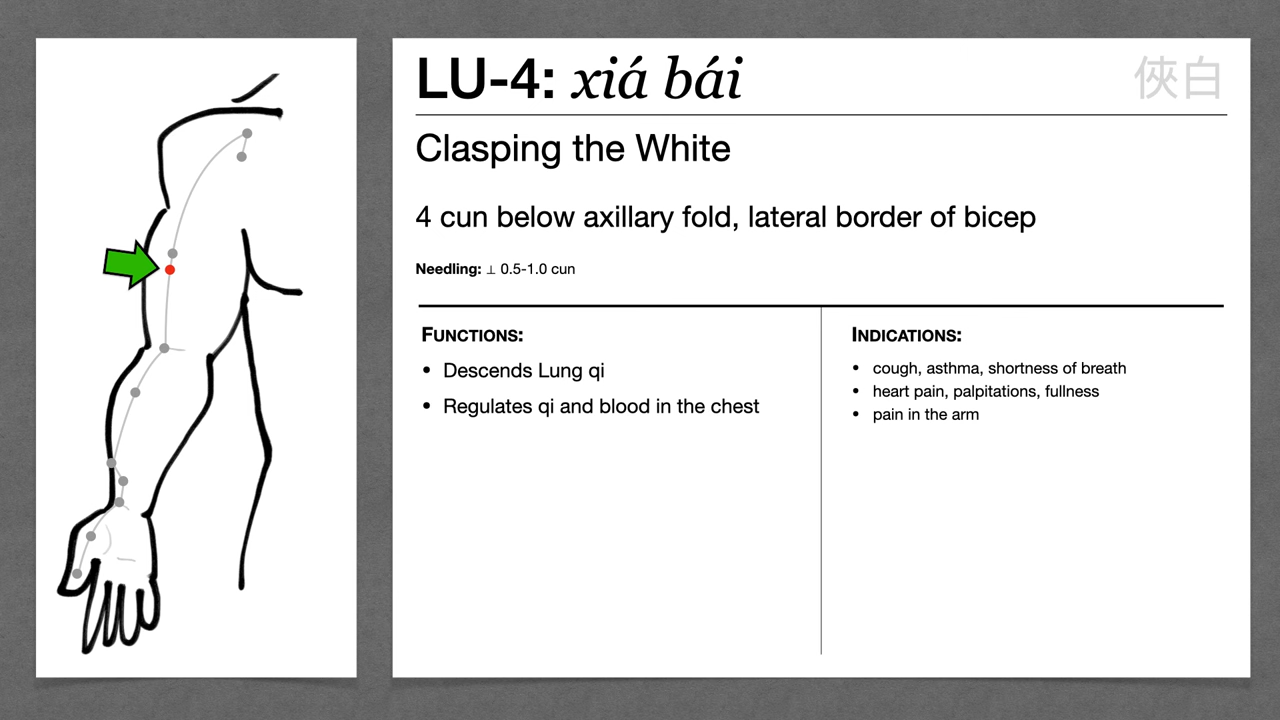 LU-4: xiá bái
俠白
Clasping the White
4 cun below axillary fold, lateral border of bicep
Needling: ⊥ 0.5-1.0 cun
FUNCTIONS:
• Descends Lung qi
• Regulates qi and blood in the chest
INDICATIONS:
• cough, asthma, shortness of breath
• heart pain, palpitations, fullness
• pain in the arm